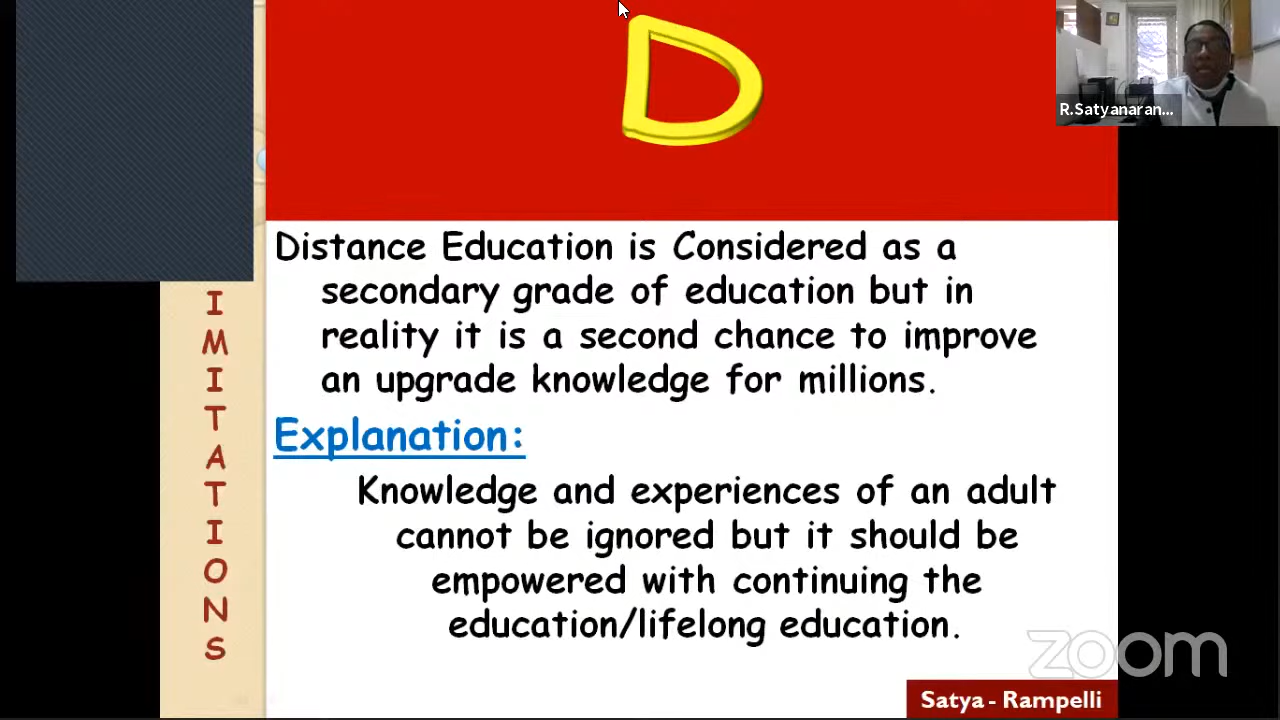 D
R.Satyanaran...
Distance Education is Considered as a
secondary grade of education but in
reality it is a second chance to improve
an upgrade knowledge for millions.
Explanation:
Knowledge and experiences of an adult
cannot be ignored but it should be
empowered with continuing the
education/lifelong education.
I
M
I
T
A
T
I
O
N
S
zoom
Satya - Rampelli